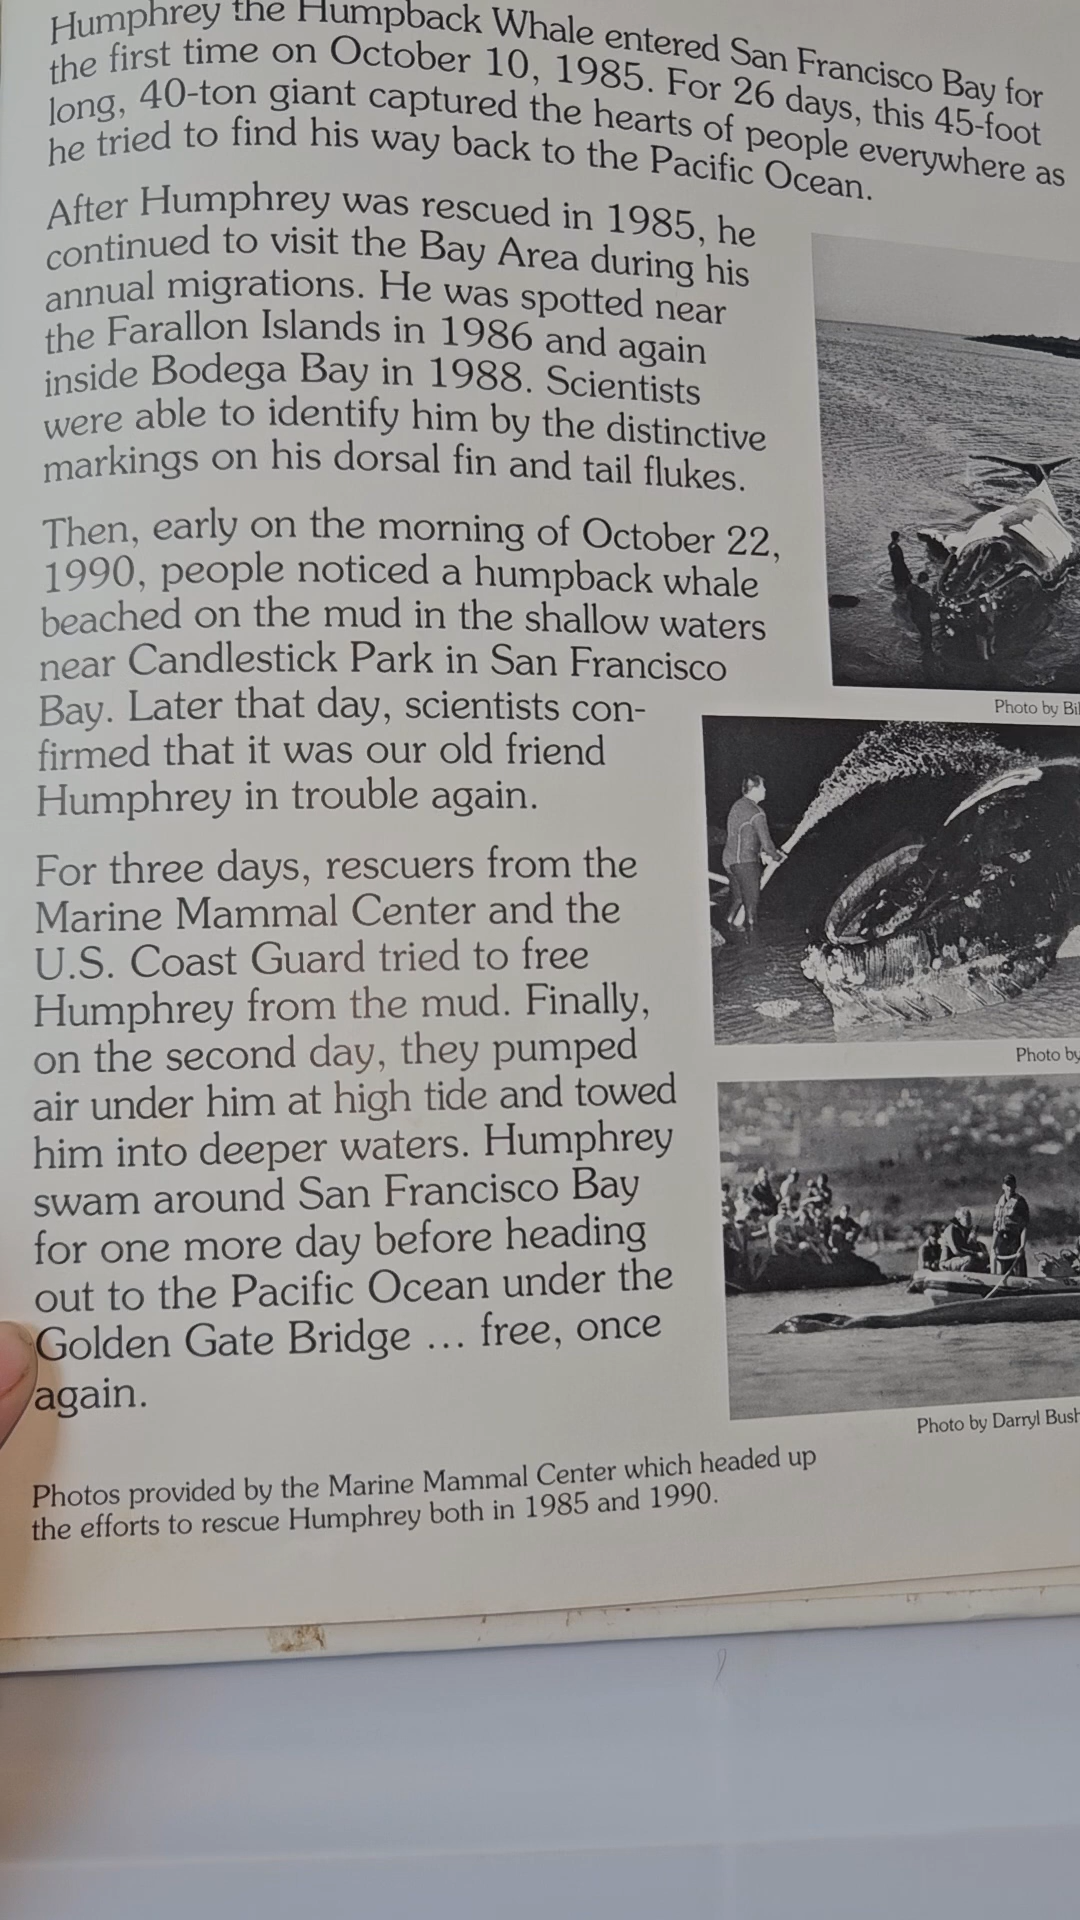 Humphrey the Humpback Whale entered San Francisco Bay for
the first time on October 10, 1985. For 26 days, this 45-foot
long, 40-ton giant captured the hearts of people everywhere as
he tried to find his way back to the Pacific Ocean.
After Humphrey was rescued in 1985, he
continued to visit the Bay Area during his
annual migrations. He was spotted near
the Farallon Islands in 1986 and again
inside Bodega Bay in 1988. Scientists
were able to identify him by the distinctive
markings on his dorsal fin and tail flukes.
Then, early on the morning of October 22,
1990, people noticed a humpback whale
beached on the mud in the shallow waters
near Candlestick Park in San Francisco
Bay. Later that day, scientists con-
firmed that it was our old friend
Humphrey in trouble again.
For three days, rescuers from the
Marine Mammal Center and the
U.S. Coast Guard tried to free
Humphrey from the mud. Finally,
on the second day, they pumped
air under him at high tide and towed
him into deeper waters. Humphrey
swam around San Francisco Bay
for one more day before heading
out to the Pacific Ocean under the
Golden Gate Bridge ... free, once
again.
Photo by
Photo by
Photo by Darryl Bush
Photos provided by the Marine Mammal Center which headed up
the efforts to rescue Humphrey both in 1985 and 1990.